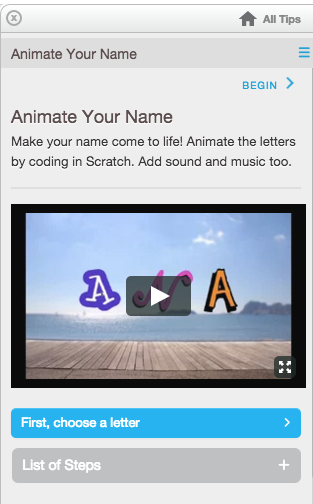 All Tips
Animate Your Name
BEGIN
Animate Your Name
Make your name come to life! Animate the letters
by coding in Scratch. Add sound and music too.
A N A
First, choose a letter
List of Steps